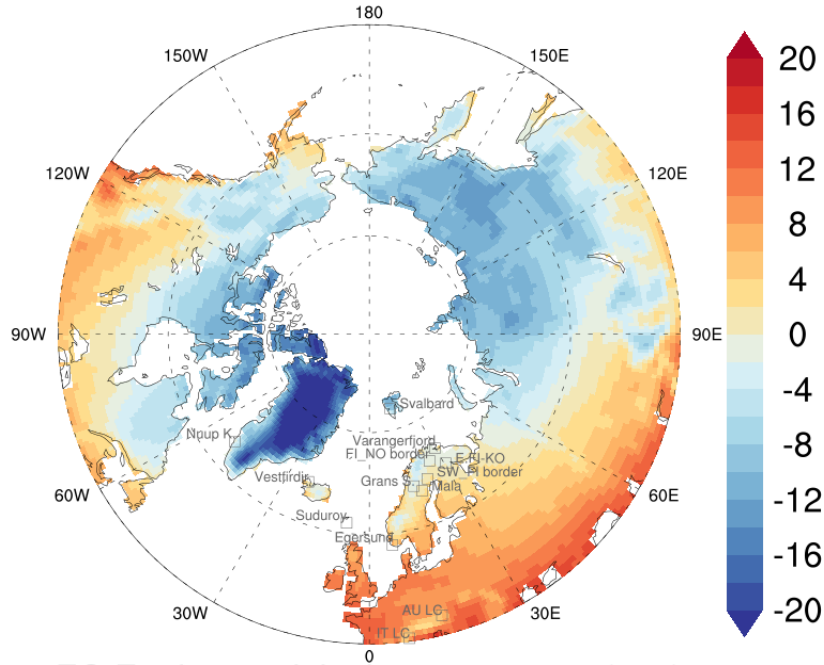 180
150W
150E
120W
120E
90W
90E
60W
60E
30W
30E
0
Nuup K
Svalbard
Varangerfjord
FI_NO border
E-FI-KO
SW_FI border
Vestfirdir
Grans S
Mala
Suduroy
Egersund
AU LC
IT LC
20
16
12
8
4
0
-4
-8
-12
-16
-20